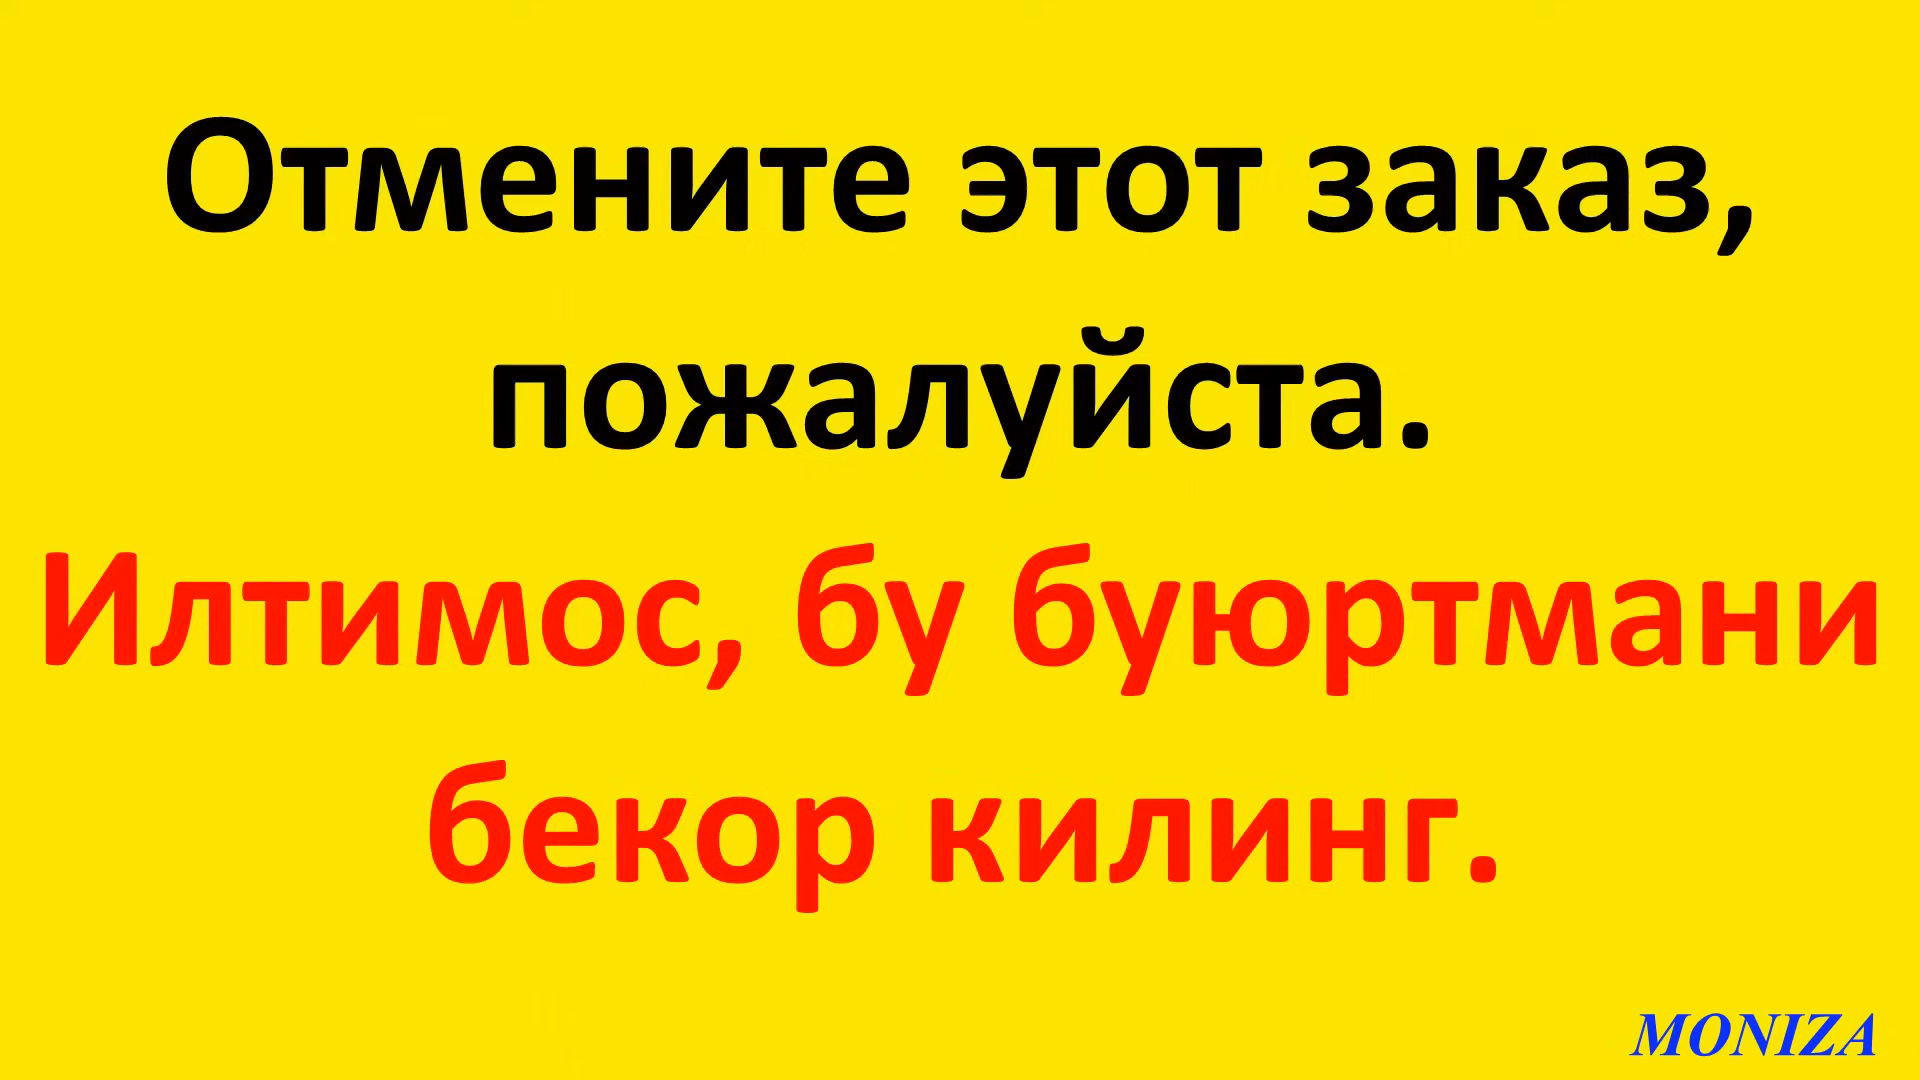 Отмените этот заказ,
пожалуйста.
Илтимос, бу буюртмани
бекор килинг.
MONIZA